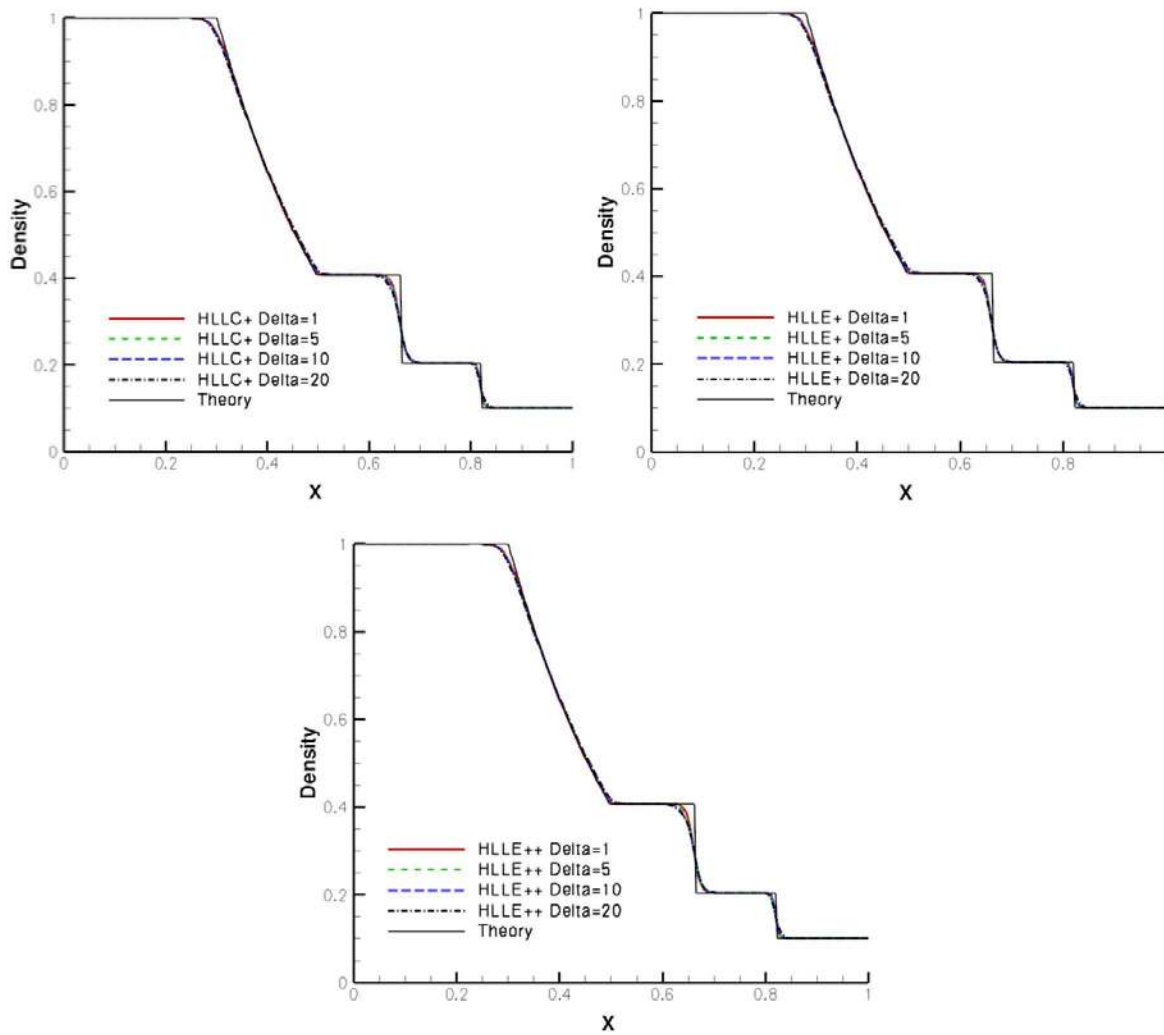 1
0.8
0.6
0.4
0.2
0
Density
HLLC+ Delta=1
HLLC+ Delta=5
HLLC+ Delta=10
HLLC+ Delta=20
Theory
0 0.2 0.4 0.6 0.8 1
X
1
0.8
0.6
0.4
0.2
0
Density
HLLE+ Delta=1
HLLE+ Delta=5
HLLE+ Delta=10
HLLE+ Delta=20
Theory
0 0.2 0.4 0.6 0.8
X
1
0.8
0.6
0.4
0.2
0
Density
HLLE++ Delta=1
HLLE++ Delta=5
HLLE++ Delta=10
HLLE++ Delta=20
Theory
0 0.2 0.4 0.6 0.8 1
X